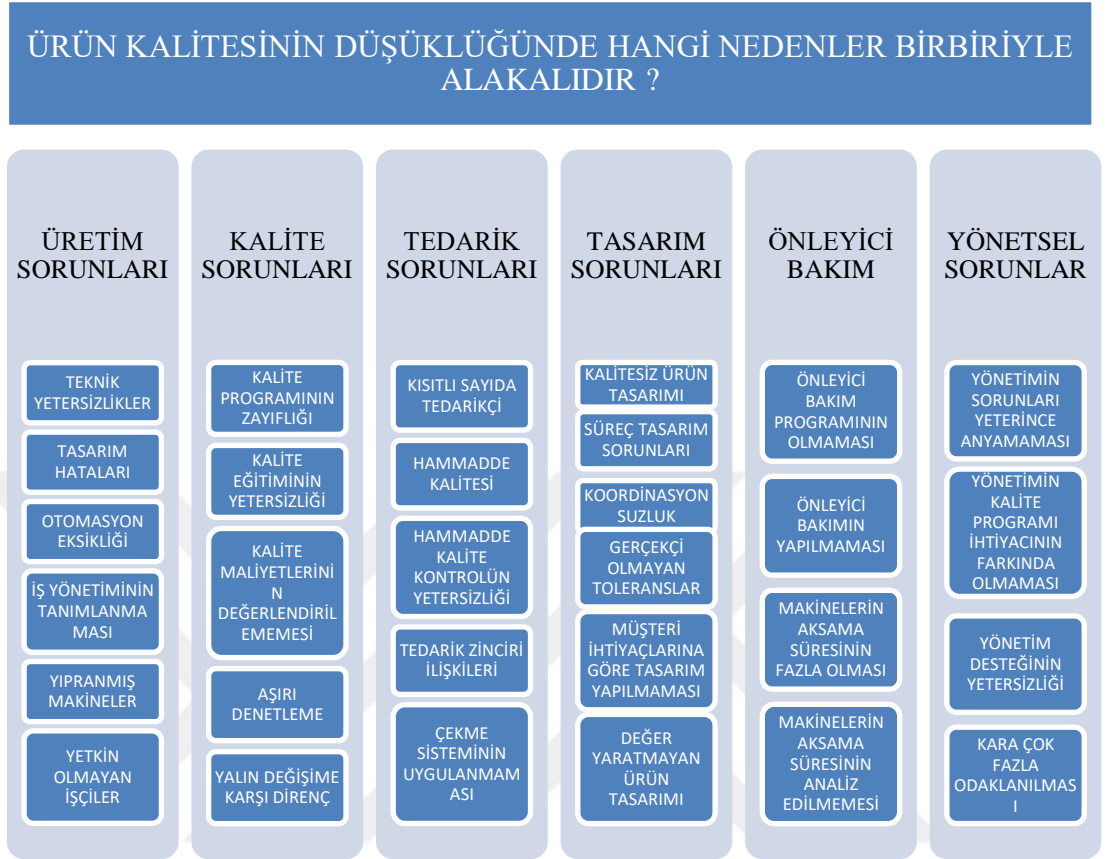 ÜRÜN KALİTESİNİN DÜŞÜKLÜĞÜNDE HANGİ NEDENLER BİRBİRİYLE
ALAKALIDIR ?
ÜRETİM
SORUNLARI
TEKNİK
YETERSİZLİKLER
TASARIM
HATALARI
OTOMASYON
EKSİKLİĞİ
İŞ YÖNETİMİNİN
TANIMLANMA
MASI
YIPRANMIŞ
MAKİNELER
YETKİN
OLMAYAN
İŞÇİLER
KALİTE
SORUNLARI
KALİTE
PROGRAMININ
ZAYIFLIĞI
KALİTE
EĞİTİMİNİN
YETERSİZLİĞİ
KALİTE
MALİYETLERİNİ
N
DEĞERLENDİRİL
EMEMESİ
AŞIRI
DENETLEME
YALIN DEĞİŞİME
KARŞI DİRENÇ
TEDARİK
SORUNLARI
KISITLI SAYIDA
TEDARİKÇİ
HAMMADDE
KALİTESİ
HAMMADDE
KALİTE
KONTROLÜN
YETERSİZLİĞİ
TEDARİK ZİNCİRİ
İLİŞKİLERİ
ÇEKME
SİSTEMİNİN
UYGULANMAM
ASI
TASARIM
SORUNLARI
KALİTESİZ ÜRÜN
TASARIMI
SÜREÇ TASARIM
SORUNLARI
KOORDİNASYON
SUZLUK
GERÇEKÇİ
OLMAYAN
TOLERANSLAR
MÜŞTERİ
İHTİYAÇLARINA
GÖRE TASARIM
YAPILMAMASI
DEĞER
YARATMAYAN
ÜRÜN
TASARIMI
ÖNLEYİCİ
BAKIM
ÖNLEYİCİ
BAKIM
PROGRAMININ
OLMAMASI
ÖNLEYİCİ
BAKIMIN
YAPILMAMASI
MAKİNELERİN
AKSAMA
SÜRESİNİN
FAZLA OLMASI
MAKİNELERİN
AKSAMA
SÜRESİNİN
ANALİZ
EDİLMEMESİ
YÖNETSEL
SORUNLAR
YÖNETİMİN
SORUNLARI
YETERİNCE
ANYAMAMASI
YÖNETİMİN
KALİTE
PROGRAMI
İHTİYACININ
FARKINDA
OLMAMASI
YÖNETİM
DESTEĞİNİN
YETERSİZLİĞİ
KARA ÇOK
FAZLA
ODAKLANILMAS
I